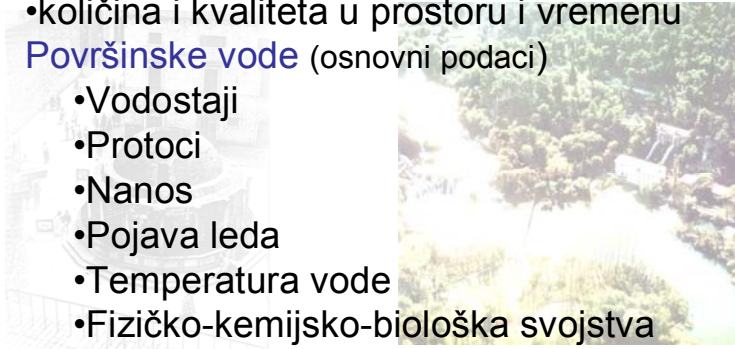 •količina i kvaliteta u prostoru i vremenu
Površinske vode (osnovni podaci)
•Vodostaji
•Protoci
•Nanos
•Pojava leda
•Temperatura vode
•Fizičko-kemijsko-biološka svojstva